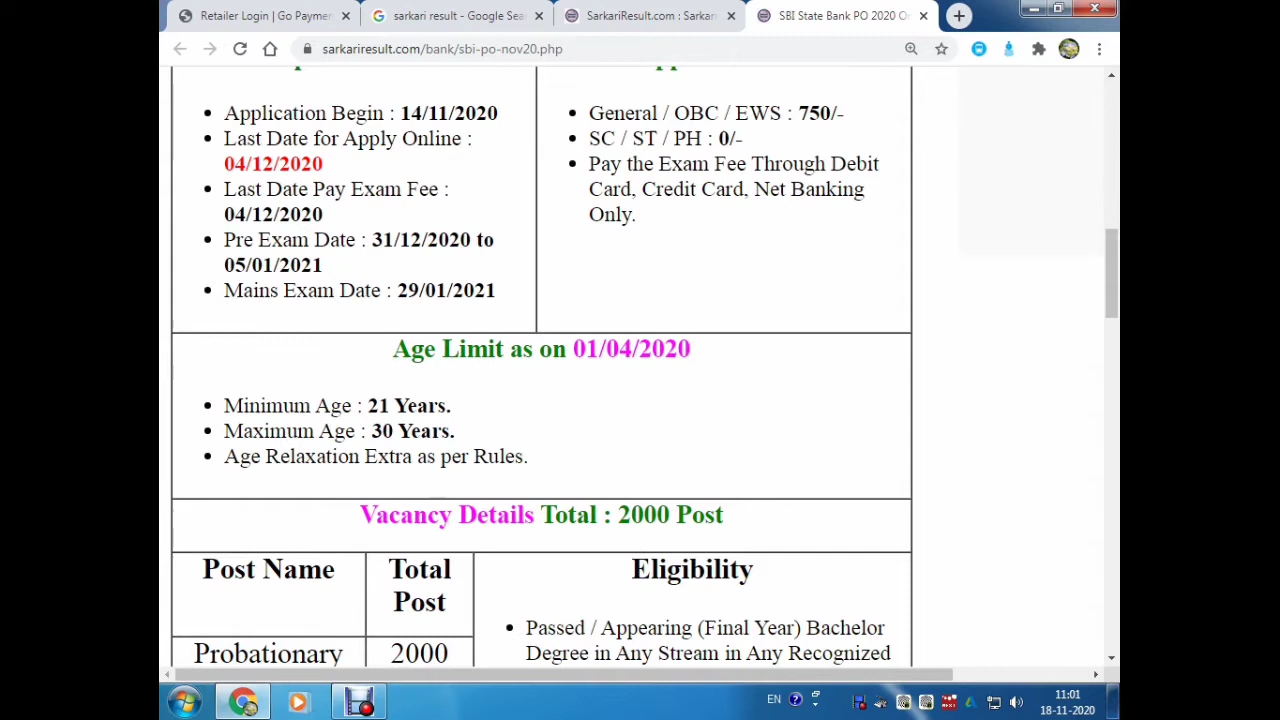 Retailer Login | Go Paymen
sarkari result - Google Sea
SarkariResult.com : Sarkari
SBI State Bank PO 2020 O
sarkariresult.com/bank/sbi-po-nov20.php
Application Begin : 14/11/2020
Last Date for Apply Online :
04/12/2020
Last Date Pay Exam Fee :
04/12/2020
Pre Exam Date : 31/12/2020 to
05/01/2021
Mains Exam Date : 29/01/2021
General / OBC / EWS : 750/-
SC / ST / PH : 0/-
Pay the Exam Fee Through Debit
Card, Credit Card, Net Banking
Only.
Age Limit as on 01/04/2020
Minimum Age : 21 Years.
Maximum Age : 30 Years.
Age Relaxation Extra as per Rules.
Vacancy Details Total : 2000 Post
Post Name
Total
Post
Eligibility
Probationary
2000
Passed / Appearing (Final Year) Bachelor
Degree in Any Stream in Any Recognized
EN
11:01
18-11-2020